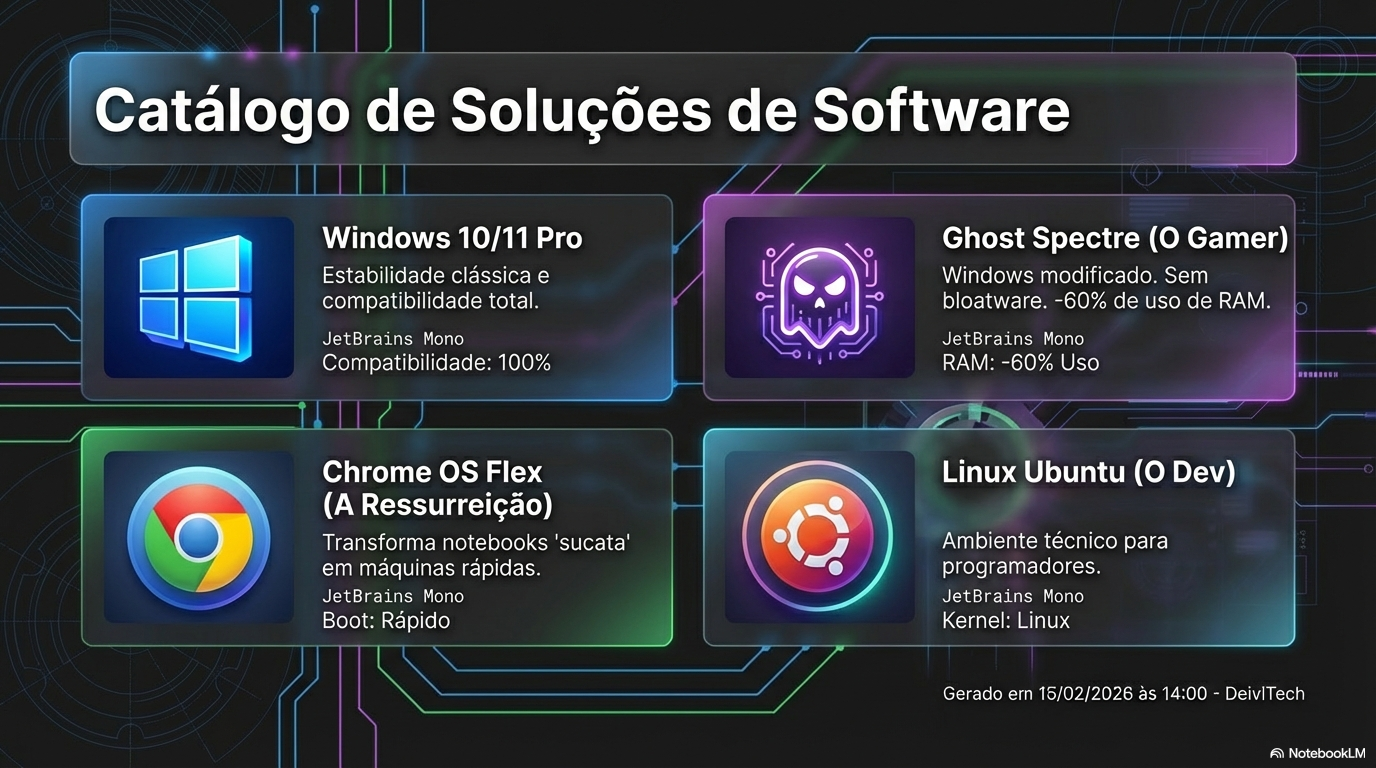 Catálogo de Soluções de Software
Windows 10/11 Pro
Estabilidade clássica e
compatibilidade total.
JetBrains Mono
Compatibilidade: 100%
Ghost Spectre (O Gamer)
Windows modificado. Sem
bloatware. -60% de uso de RAM.
JetBrains Mono
RAM: -60% Uso
Chrome OS Flex
(A Ressurreição)
Transforma notebooks 'sucata'
em máquinas rápidas.
JetBrains Mono
Boot: Rápido
Linux Ubuntu (O Dev)
Ambiente técnico para
programadores.
JetBrains Mono
Kernel: Linux
Gerado em 15/02/2026 às 14:00 - DeivlTech
NotebookLM